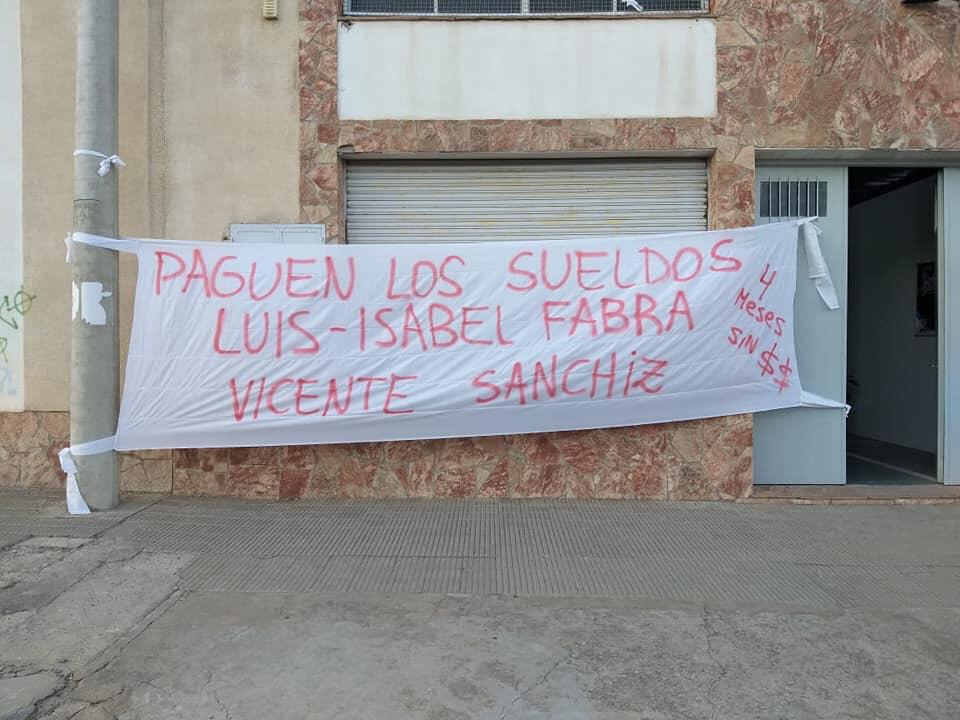 PAGUEN LOS SUELDOS
LUIS - ISABEL FABRA
VICENTE SANCHiZ
4
Meses
SiN $$